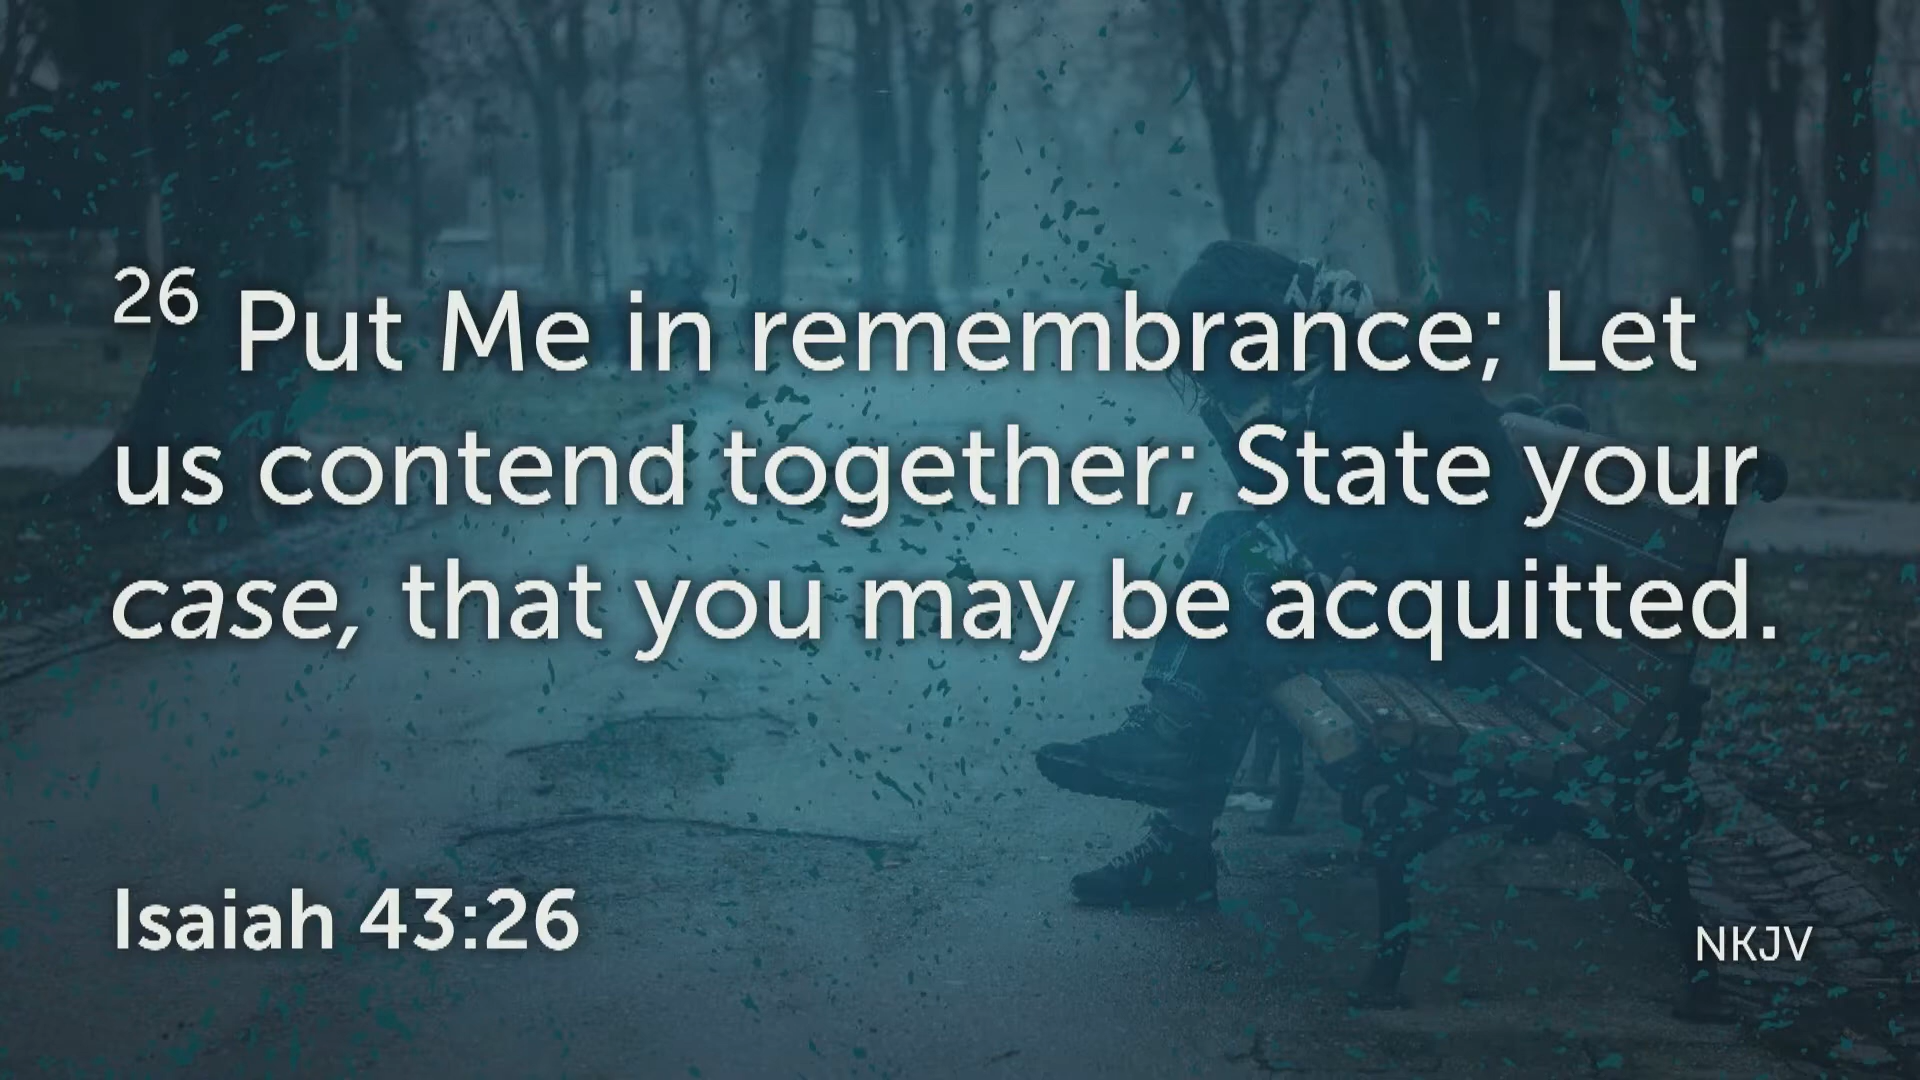 26 Put Me in remembrance; Let
us contend together; State your
case, that you may be acquitted.
Isaiah 43:26
NKJV